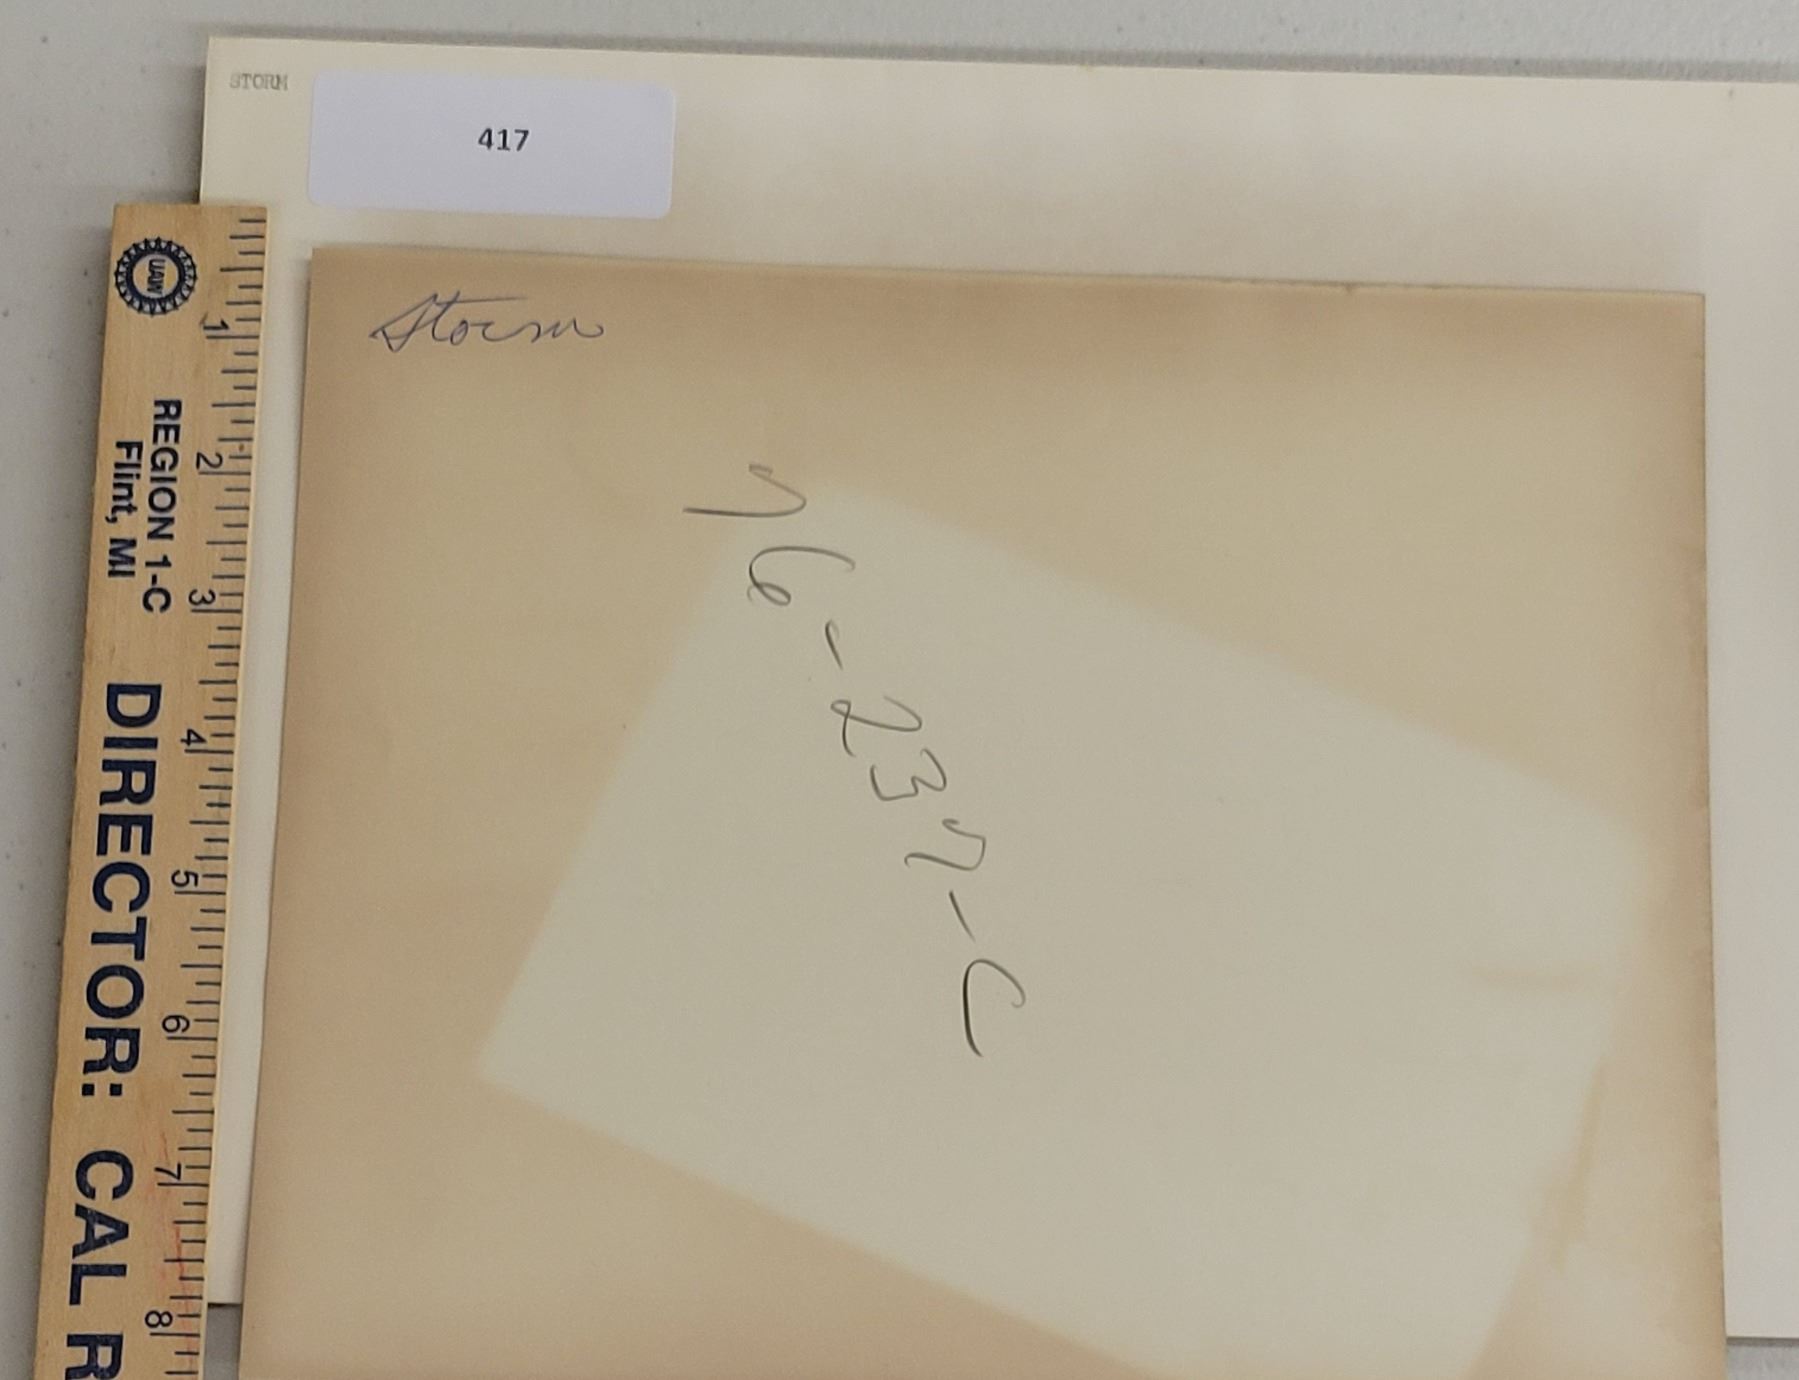 STORM
417
Storm
76-237-C
UAW
REGION 1-C
Flint, MI
DIRECTOR: CAL R
1
2
3
4
5
6
7
8